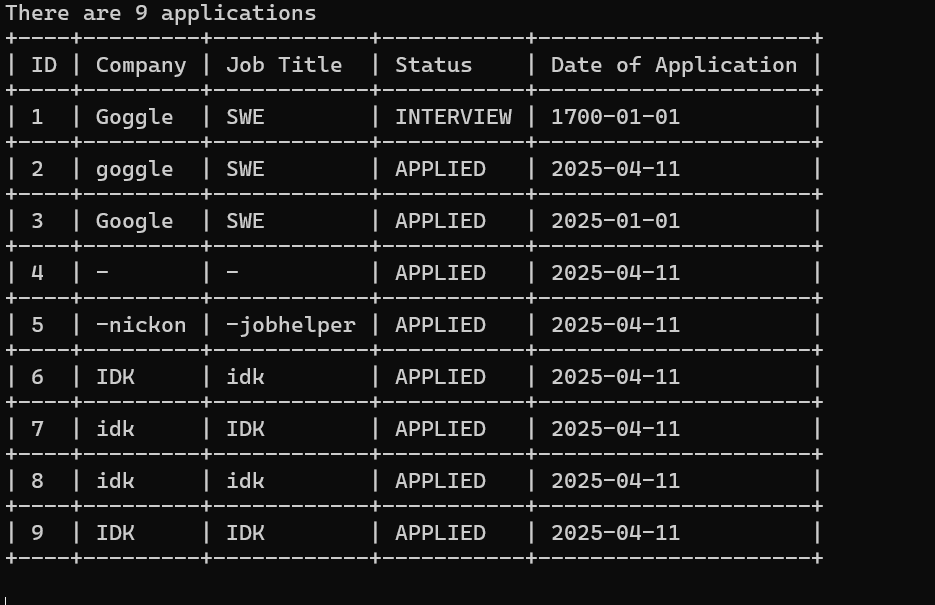 There are 9 applications
+----+---------+------------+-----------+---------------------+
| ID | Company | Job Title  | Status    | Date of Application |
+----+---------+------------+-----------+---------------------+
| 1  | Goggle  | SWE        | INTERVIEW | 1700-01-01          |
+----+---------+------------+-----------+---------------------+
| 2  | goggle  | SWE        | APPLIED   | 2025-04-11          |
+----+---------+------------+-----------+---------------------+
| 3  | Google  | SWE        | APPLIED   | 2025-01-01          |
+----+---------+------------+-----------+---------------------+
| 4  | -       | -          | APPLIED   | 2025-04-11          |
+----+---------+------------+-----------+---------------------+
| 5  | -nickon | -jobhelper | APPLIED   | 2025-04-11          |
+----+---------+------------+-----------+---------------------+
| 6  | IDK     | idk        | APPLIED   | 2025-04-11          |
+----+---------+------------+-----------+---------------------+
| 7  | idk     | IDK        | APPLIED   | 2025-04-11          |
+----+---------+------------+-----------+---------------------+
| 8  | idk     | idk        | APPLIED   | 2025-04-11          |
+----+---------+------------+-----------+---------------------+
| 9  | IDK     | IDK        | APPLIED   | 2025-04-11          |
+----+---------+------------+-----------+---------------------+